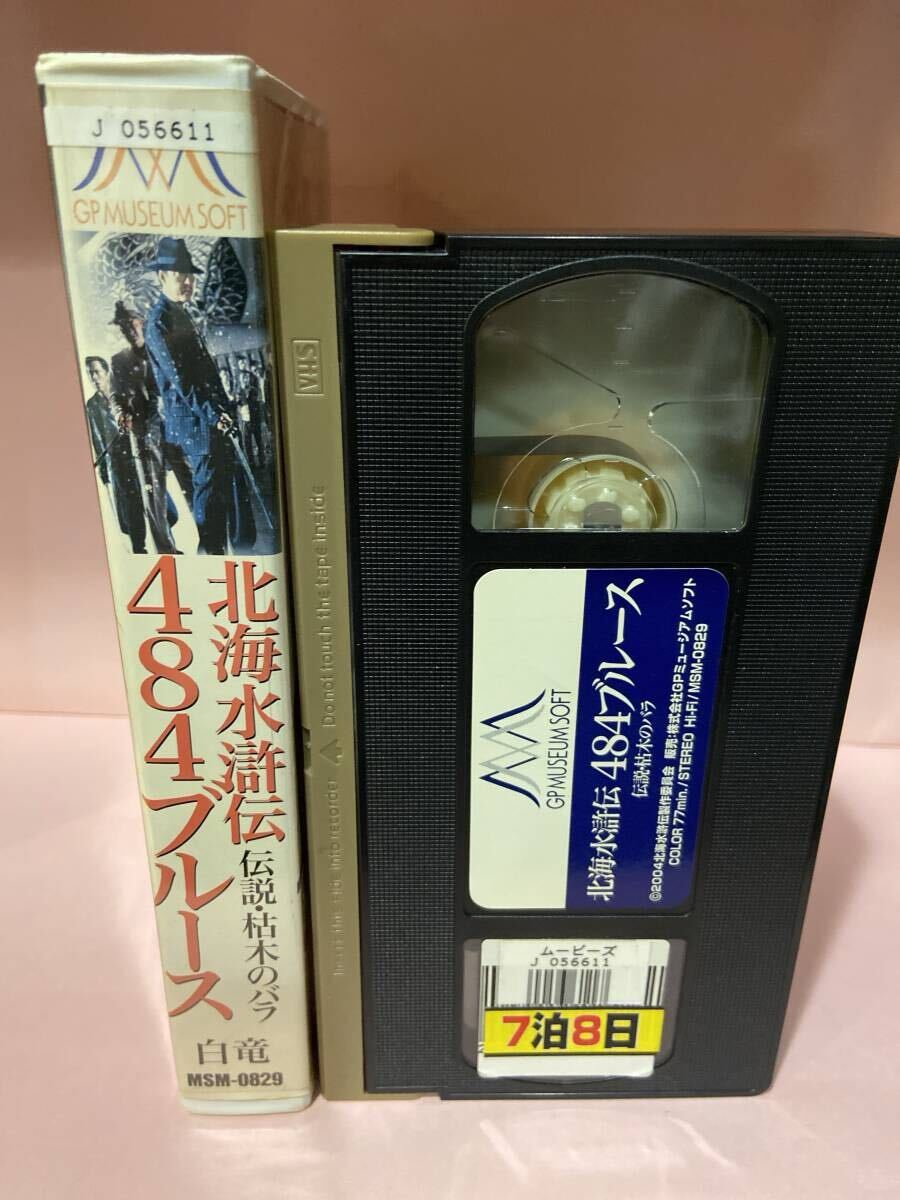 J 056611
GP MUSEUM SOFT
北海水滸伝
484ブルース
伝説・枯木のバラ
白竜
MSM-0829
VHS
Do not touch the tape inside
Insert this side into recorder
GP MUSEUM SOFT
北海水滸伝 484ブルース
伝説・枯木のバラ
©2004北海水滸伝製作委員会 販売:株式会社GPミュージアムソフト
COLOR 77min./STEREO HI-FI/MSM-0829
ムービーズ
J 056611
7泊8日